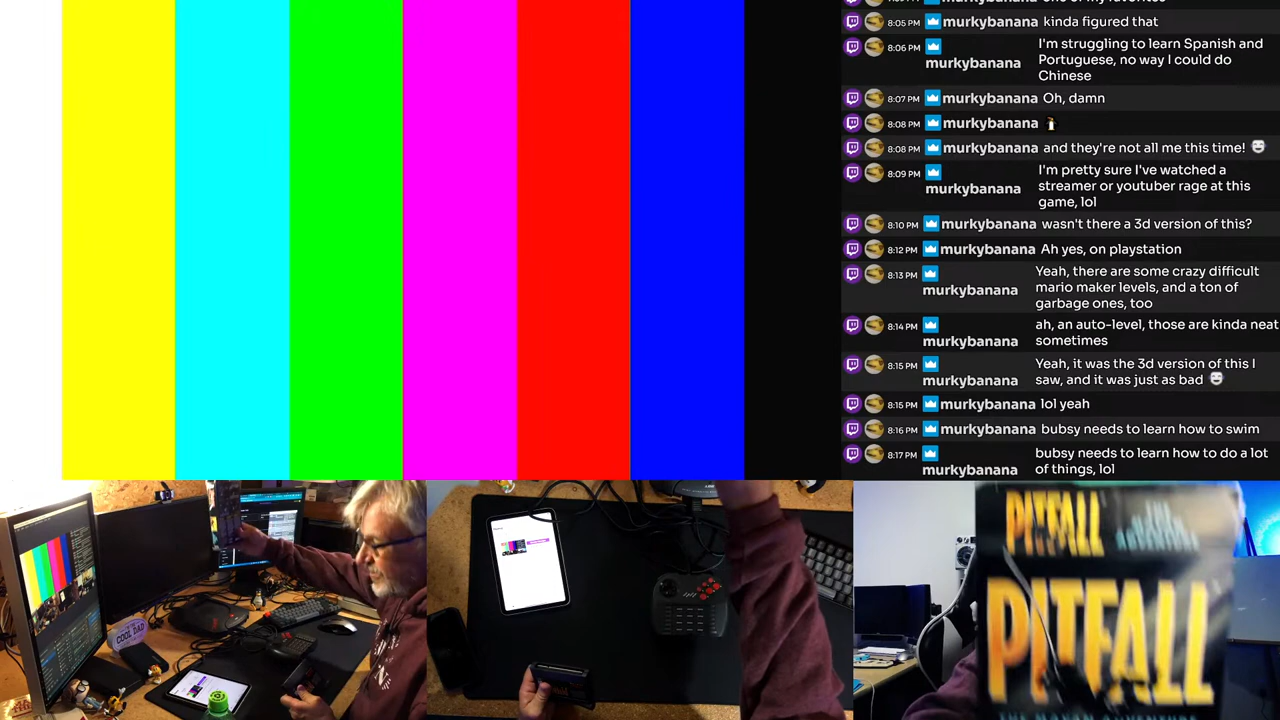 8:05 PM murkybanana kinda figured that
8:06 PM murkybanana I'm struggling to learn Spanish and
Portuguese, no way I could do
Chinese
8:07 PM murkybanana Oh, damn
8:08 PM murkybanana
8:08 PM murkybanana and they're not all me this time!
8:09 PM murkybanana I'm pretty sure I've watched a
streamer or youtuber rage at this
game, lol
8:10 PM murkybanana wasn't there a 3d version of this?
8:12 PM murkybanana Ah yes, on playstation
8:13 PM murkybanana Yeah, there are some crazy difficult
mario maker levels, and a ton of
garbage ones, too
8:14 PM murkybanana ah, an auto-level, those are kinda neat
sometimes
8:15 PM murkybanana Yeah, it was the 3d version of this I
saw, and it was just as bad
8:15 PM murkybanana lol yeah
8:16 PM murkybanana bubsy needs to learn how to swim
8:17 PM murkybanana bubsy needs to learn how to do a lot
of things, lol
COOL DAD
PITFALL
PITFALL